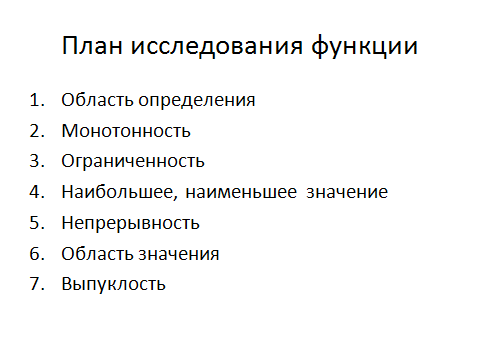 План исследования функции
1. Область определения
2. Монотонность
3. Ограниченность
4. Наибольшее, наименьшее значение
5. Непрерывность
6. Область значения
7. Выпуклость